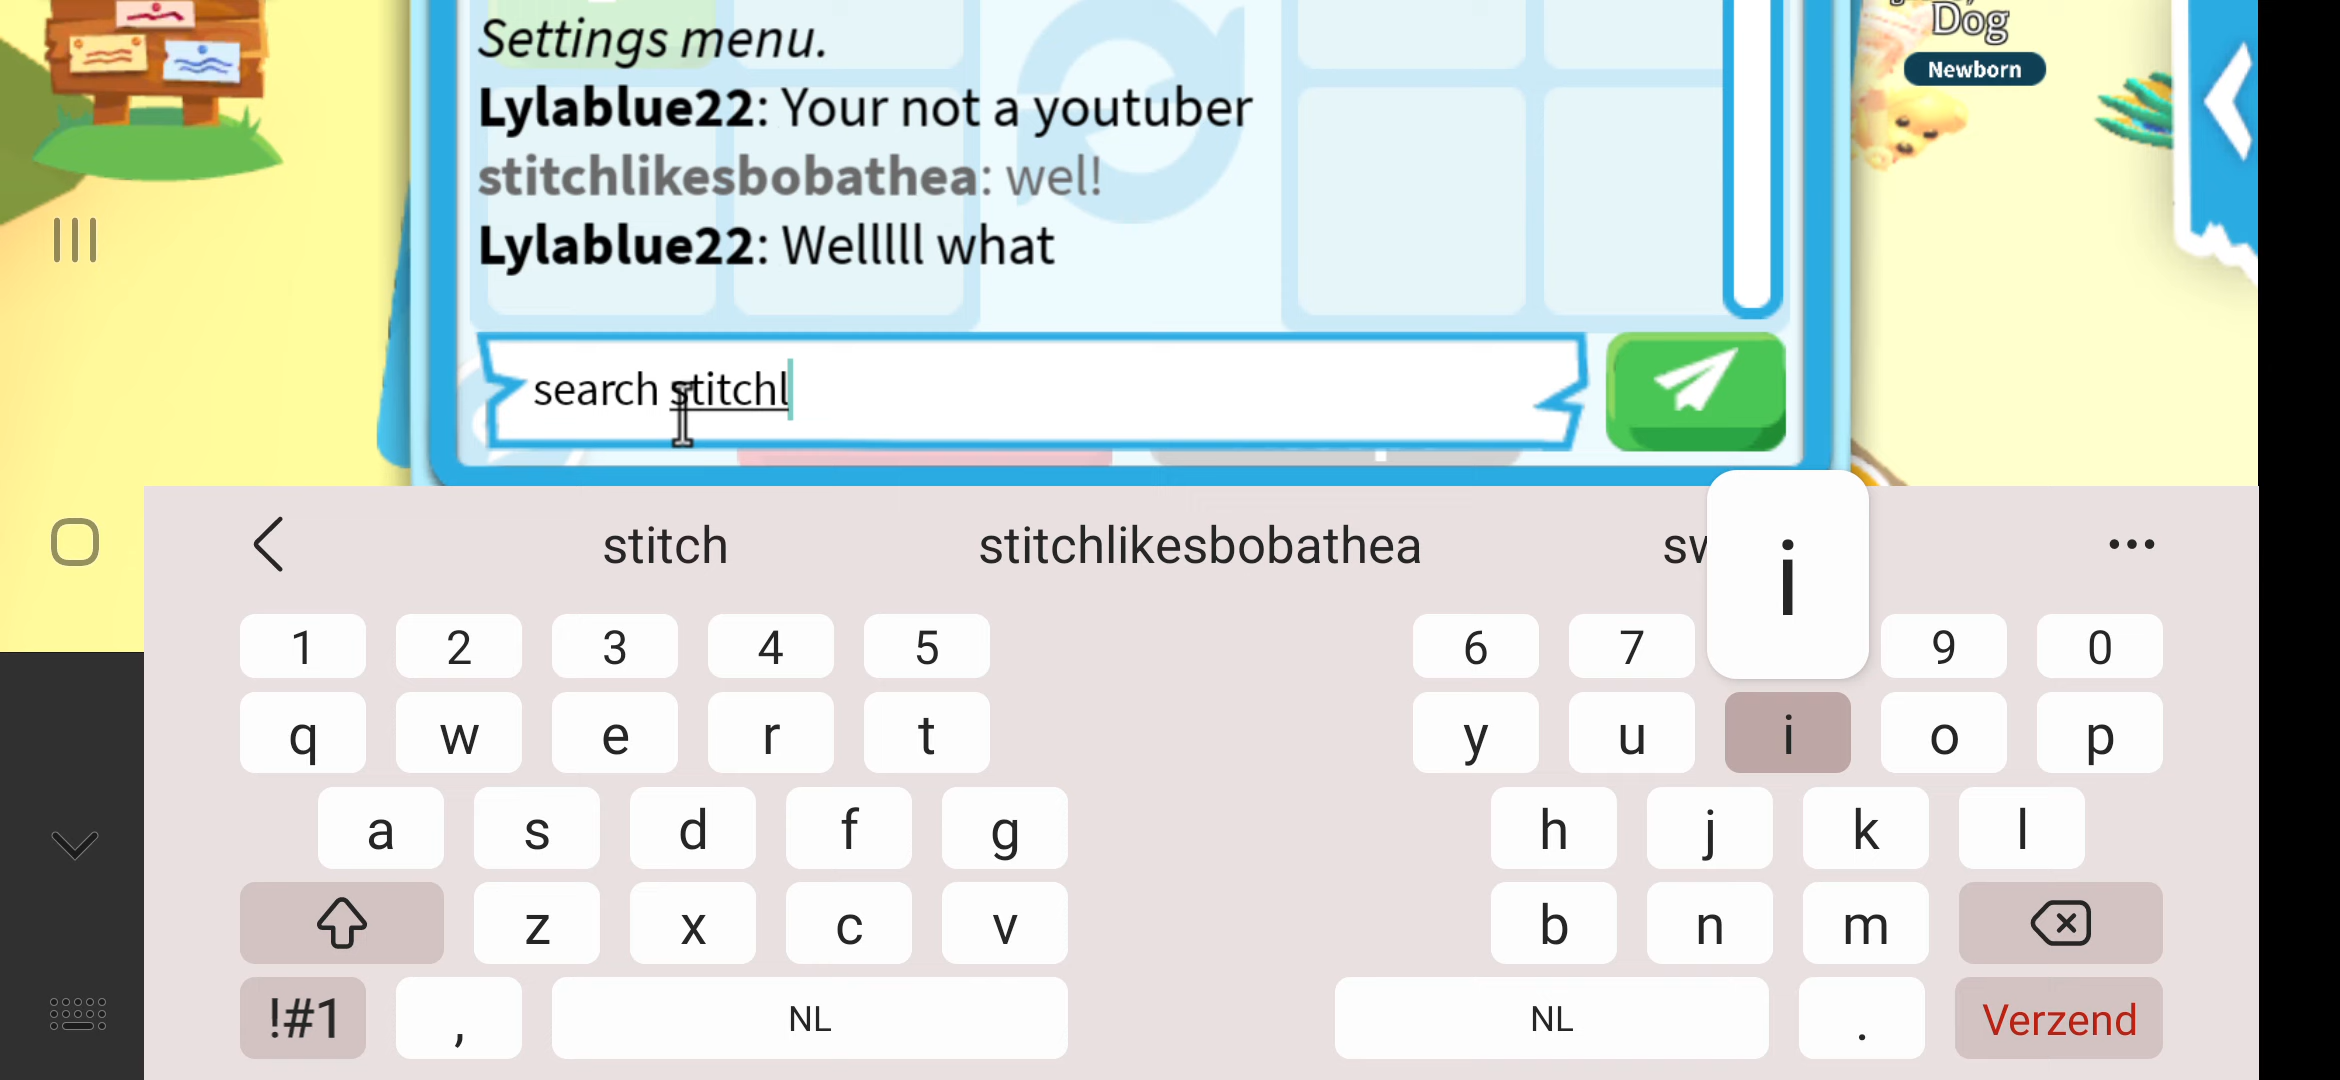 Dog
Newborn
Settings menu.
Lylablue22: Your not a youtuber
stitchlikesbobathea: wel!
Lylablue22: Welllll what
search stitchl
stitch stitchlikesbobathea
i
1 2 3 4 5 6 7 9 0
q w e r t y u i o p
a s d f g h j k l
z x c v b n m
!#1 , NL NL . Verzend